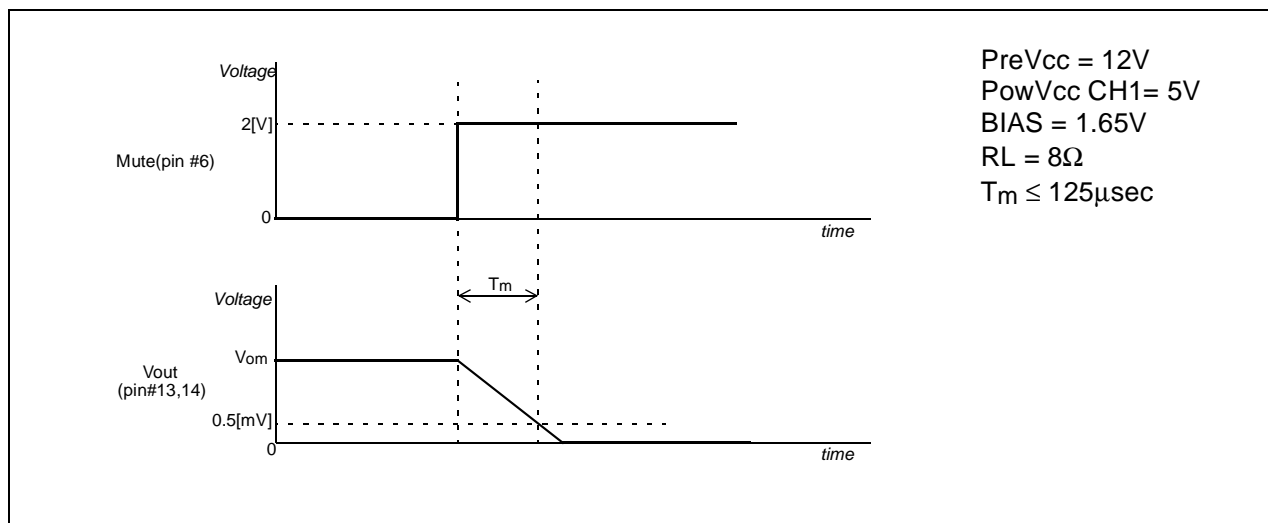 Voltage
2[V]
Mute(pin #6)
0
time
Tm
Voltage
Vom
Vout
(pin#13,14)
0.5[mV]
0
time
PreVcc = 12V
PowVcc CH1= 5V
BIAS = 1.65V
RL = 8Ω
Tm ≤ 125μsec